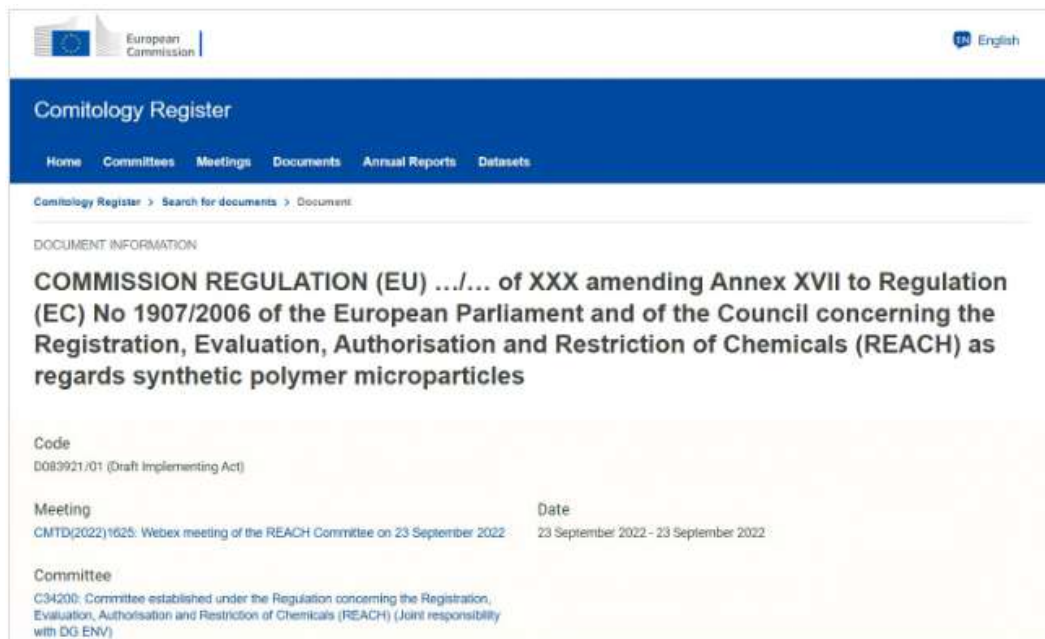 European
Commission
EN English
Comitology Register
Home Committees Meetings Documents Annual Reports Datasets
Comitology Register > Search for documents > Document
DOCUMENT INFORMATION
COMMISSION REGULATION (EU) …/… of XXX amending Annex XVII to Regulation
(EC) No 1907/2006 of the European Parliament and of the Council concerning the
Registration, Evaluation, Authorisation and Restriction of Chemicals (REACH) as
regards synthetic polymer microparticles
Code
D083921/01 (Draft Implementing Act)
Meeting Date
CMTD(2022)1625: Webex meeting of the REACH Committee on 23 September 2022 23 September 2022 - 23 September 2022
Committee
C34200: Committee established under the Regulation concerning the Registration,
Evaluation, Authorisation and Restriction of Chemicals (REACH) (Joint responsibility
with DG ENV)